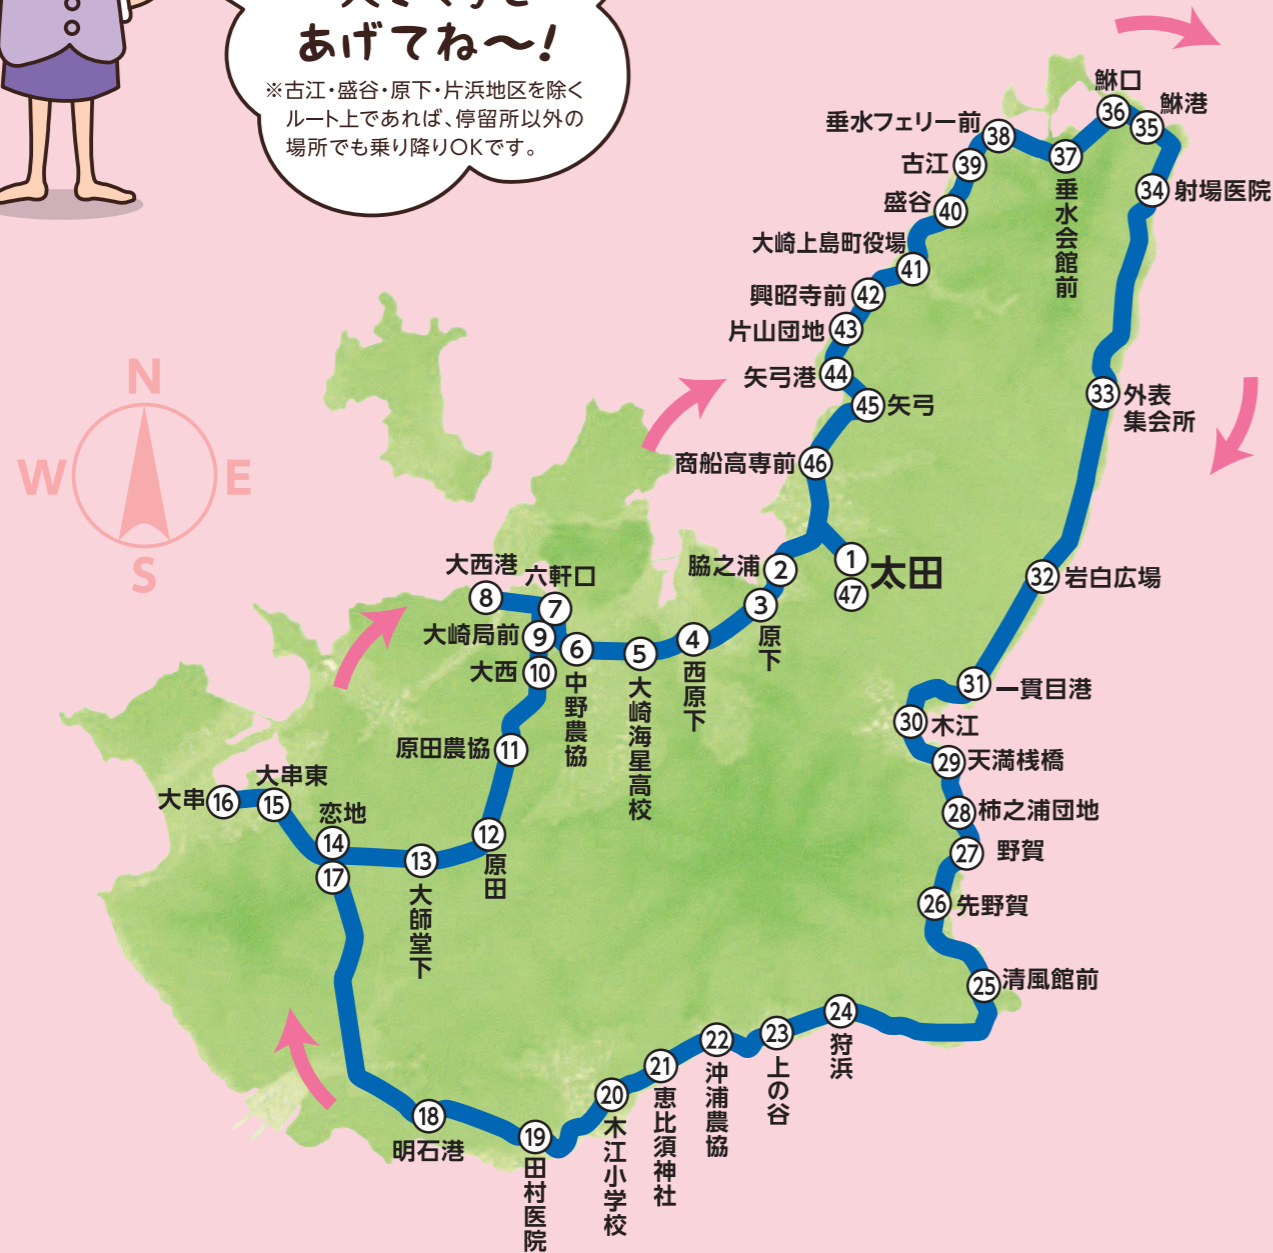 あげてね〜!
※古江・盛谷・原下・片浜地区を除く
ルート上であれば、停留所以外の
場所でも乗り降りOKです。
N
W
E
S
鮴口
36
鮴港
35
垂水フェリー前
38
37
垂水会館前
古江
39
34
射場医院
盛谷
40
大崎上島町役場
41
興昭寺前
42
片山団地
43
矢弓港
44
45
矢弓
33
外表
集会所
商船高専前
46
1
太田
47
脇之浦
2
3
原下
大西港
8
六軒口
7
大崎局前
9
6
中野農協
5
大崎海星高校
4
西原下
大西
10
32
岩白広場
31
一貫目港
30
木江
原田農協
11
29
天満桟橋
大串
16
大串東
15
恋地
14
17
13
大師堂下
12
原田
28
柿之浦団地
27
野賀
26
先野賀
25
清風館前
24
狩浜
23
上の谷
22
沖浦農協
21
恵比須神社
20
木江小学校
19
田村医院
18
明石港